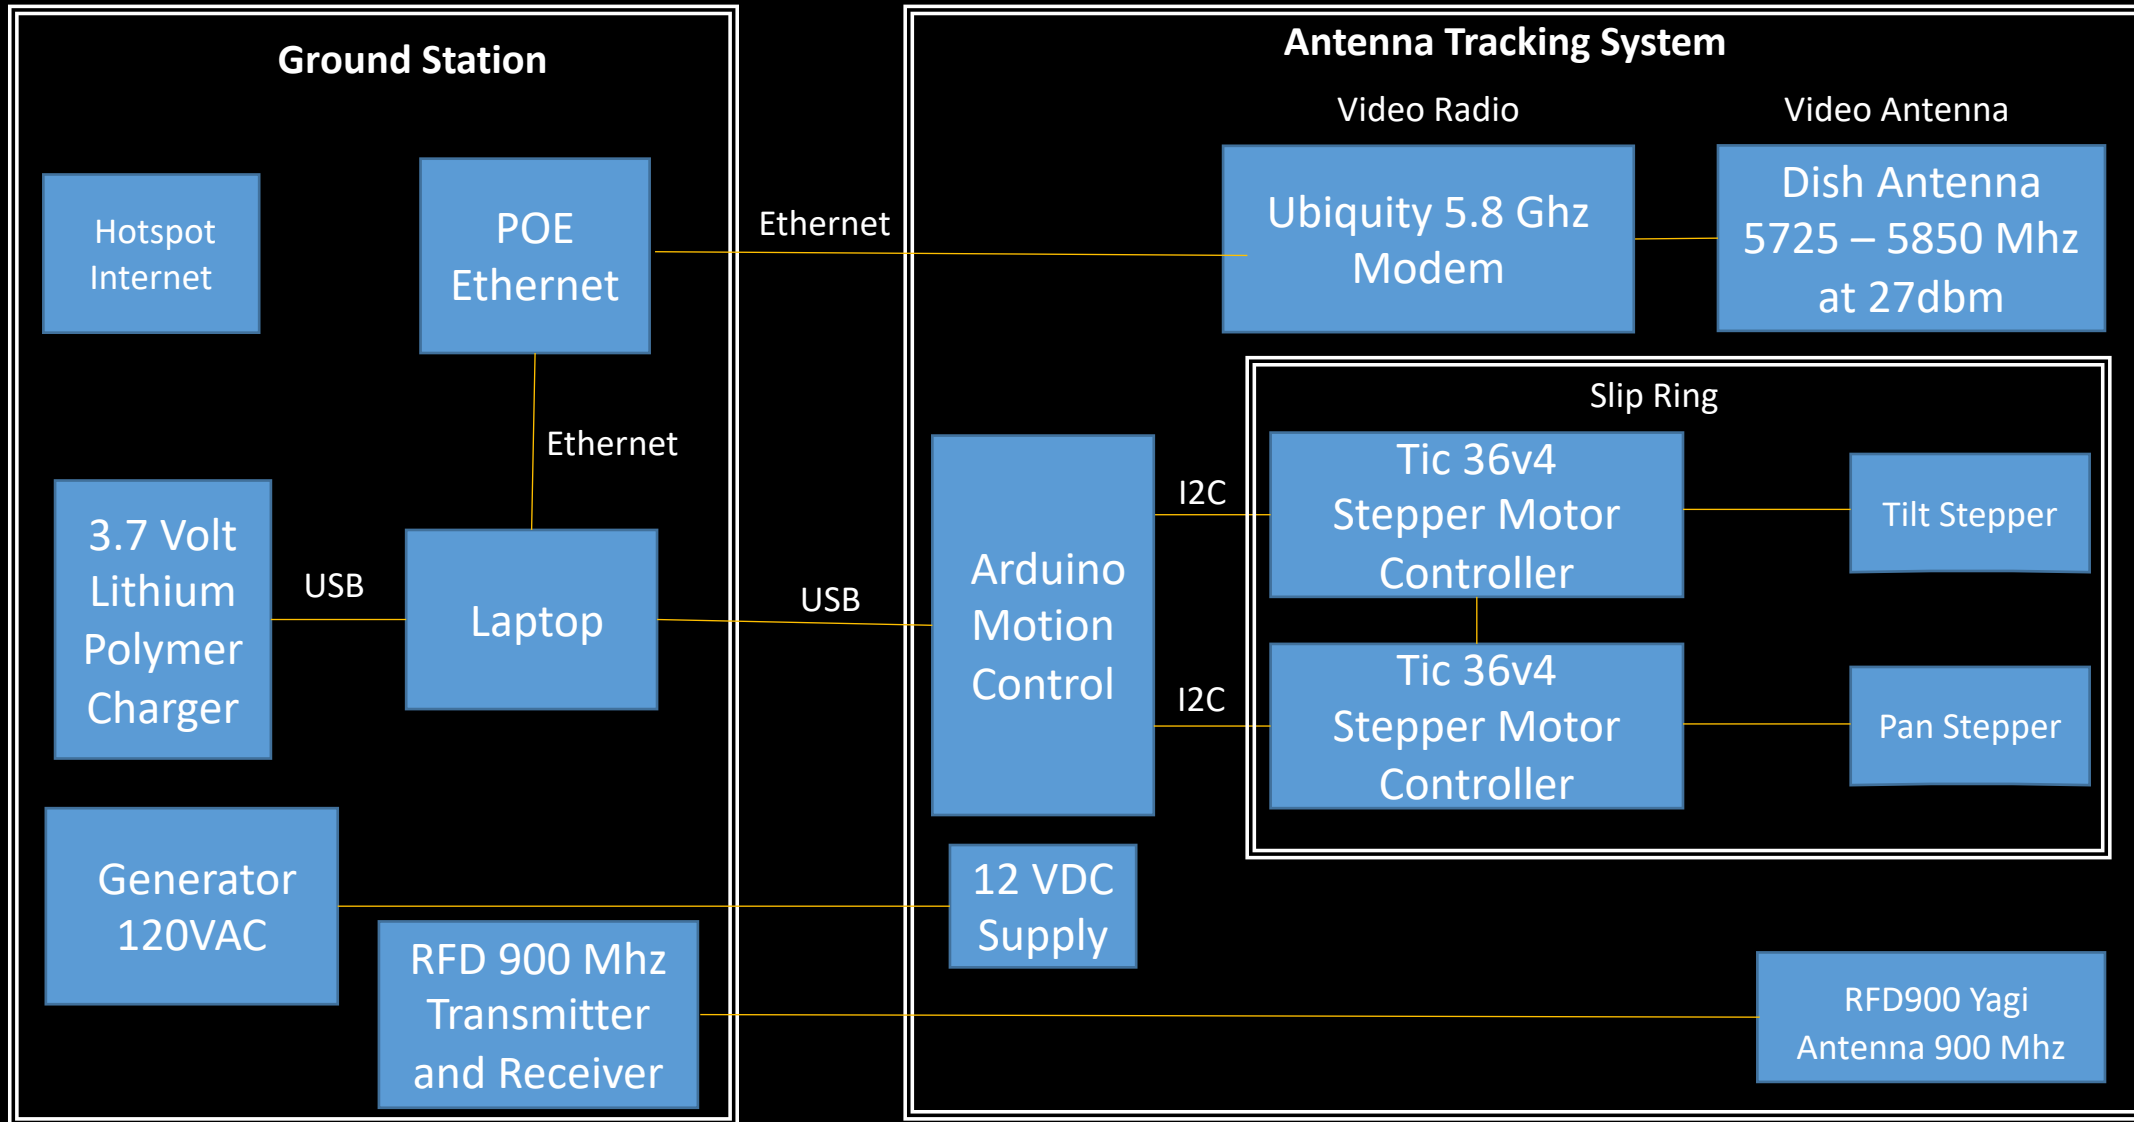 Ground Station
Hotspot
Internet
POE
Ethernet
Ethernet
3.7 Volt
Lithium
Polymer
Charger
USB
Laptop
Generator
120VAC
RFD 900 Mhz
Transmitter
and Receiver
Ethernet
USB
Antenna Tracking System
Video Radio
Video Antenna
Ubiquity 5.8 Ghz
Modem
Dish Antenna
5725 – 5850 Mhz
at 27dbm
Slip Ring
Arduino
Motion
Control
I2C
Tic 36v4
Stepper Motor
Controller
Tilt Stepper
I2C
Tic 36v4
Stepper Motor
Controller
Pan Stepper
12 VDC
Supply
RFD900 Yagi
Antenna 900 Mhz